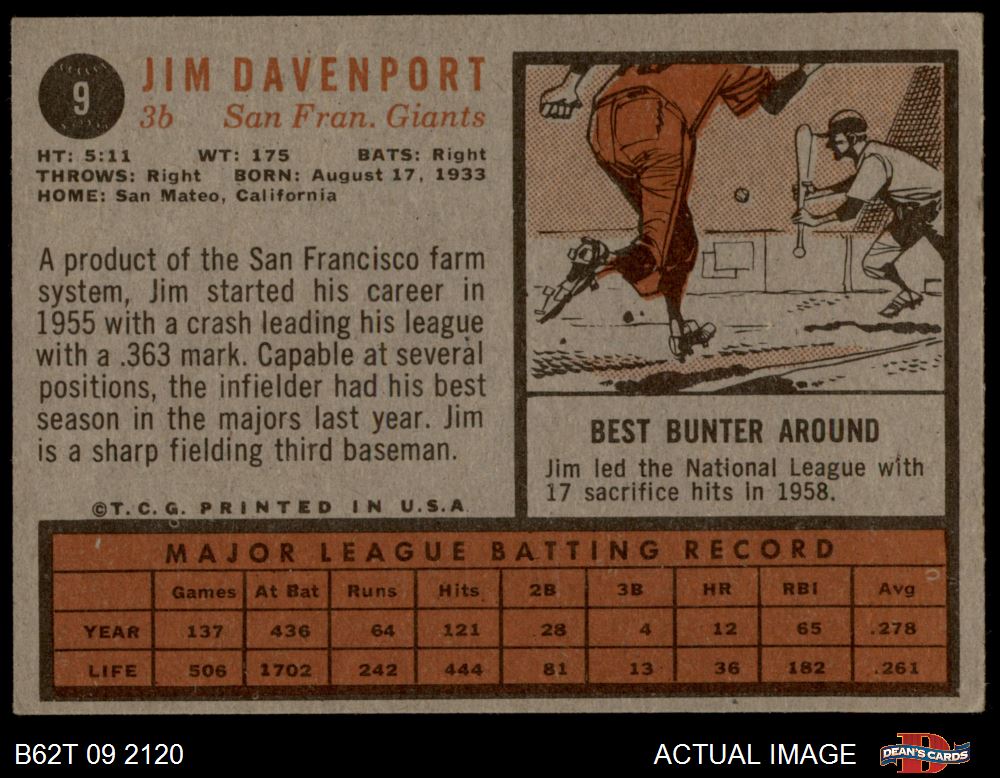 9
JIM DAVENPORT
3b San Fran. Giants
HT: 5:11 WT: 175 BATS: Right
THROWS: Right BORN: August 17, 1933
HOME: San Mateo, California
A product of the San Francisco farm
system, Jim started his career in
1955 with a crash leading his league
with a .363 mark. Capable at several
positions, the infielder had his best
season in the majors last year. Jim
is a sharp fielding third baseman.
©T. C. G. PRINTED IN U.S.A
BEST BUNTER AROUND
Jim led the National League with
17 sacrifice hits in 1958.
MAJOR LEAGUE BATTING RECORD
Games At Bat Runs Hits 2B 3B HR RBI Avg
YEAR 137 436 64 121 28 4 12 65 .278
LIFE 506 1702 242 444 81 13 36 182 .261
B62T 09 2120 ACTUAL IMAGE DEAN'S CARDS